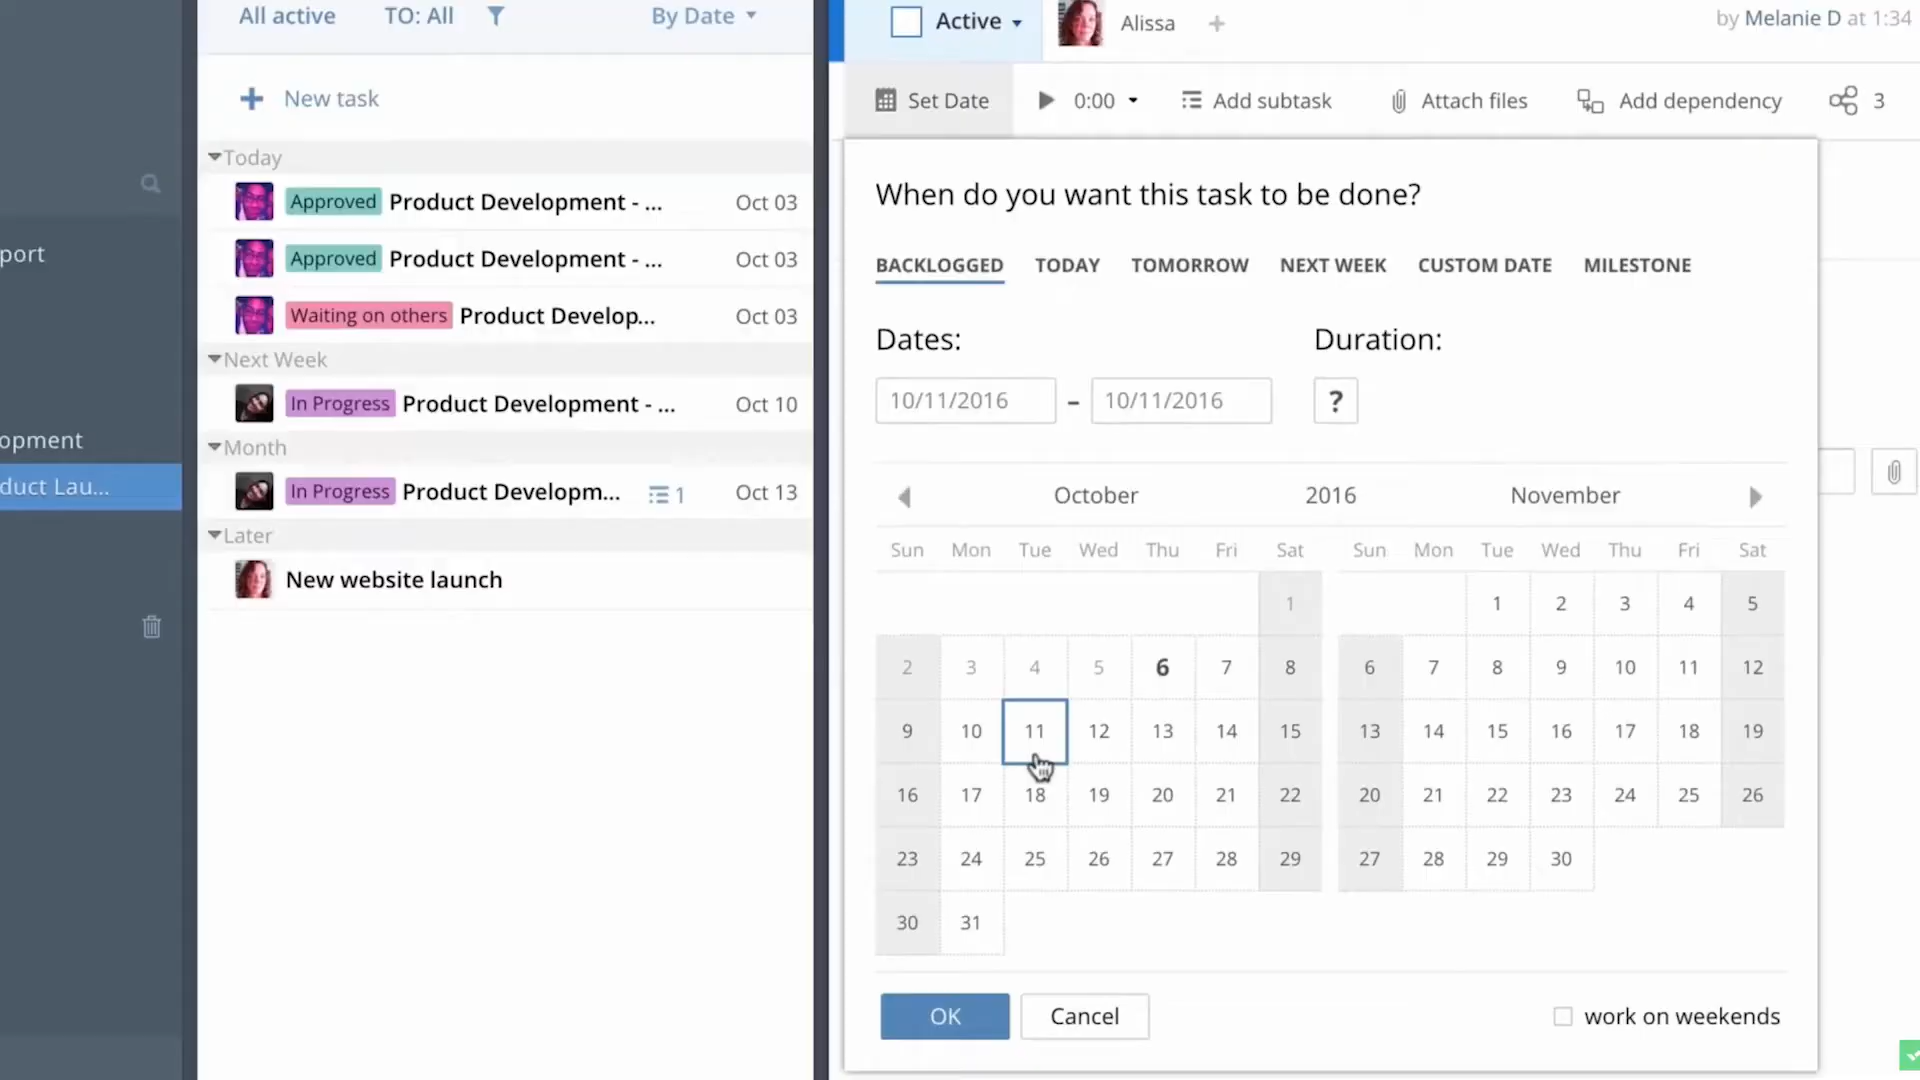 All active TO: All By Date
Active Alissa by Melanie D at 1:34
New task
Set Date 0:00 Add subtask Attach files Add dependency 3
port
opment
duct Lau...
Today
Approved Product Development - ... Oct 03
Approved Product Development - ... Oct 03
Waiting on others Product Develop... Oct 03
Next Week
In Progress Product Development - ... Oct 10
Month
In Progress Product Developm... 1 Oct 13
Later
New website launch
When do you want this task to be done?
BACKLOGGED TODAY TOMORROW NEXT WEEK CUSTOM DATE MILESTONE
Dates: Duration:
10/11/2016 – 10/11/2016 ?
October 2016 November
Sun Mon Tue Wed Thu Fri Sat Sun Mon Tue Wed Thu Fri Sat
1 1 2 3 4 5
2 3 4 5 6 7 8 6 7 8 9 10 11 12
9 10 11 12 13 14 15 13 14 15 16 17 18 19
16 17 18 19 20 21 22 20 21 22 23 24 25 26
23 24 25 26 27 28 29 27 28 29 30
30 31
OK Cancel work on weekends